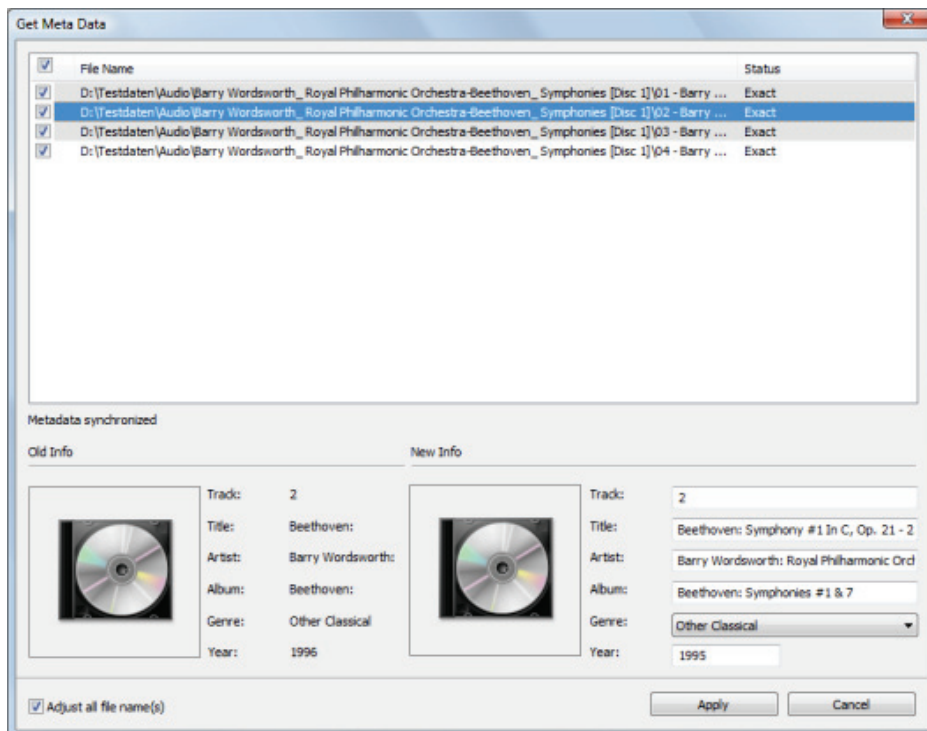 Get Meta Data
File Name Status
D:\Testdaten\Audio\Barry Wordsworth_ Royal Philharmonic Orchestra-Beethoven_ Symphonies [Disc 1]\01 - Barry ... Exact
D:\Testdaten\Audio\Barry Wordsworth_ Royal Philharmonic Orchestra-Beethoven_ Symphonies [Disc 1]\02 - Barry ... Exact
D:\Testdaten\Audio\Barry Wordsworth_ Royal Philharmonic Orchestra-Beethoven_ Symphonies [Disc 1]\03 - Barry ... Exact
D:\Testdaten\Audio\Barry Wordsworth_ Royal Philharmonic Orchestra-Beethoven_ Symphonies [Disc 1]\04 - Barry ... Exact
Metadata synchronized
Old Info New Info
Track: 2 Track: 2
Title: Beethoven: Title: Beethoven: Symphony #1 In C, Op. 21 - 2
Artist: Barry Wordsworth: Artist: Barry Wordsworth: Royal Philharmonic Orch
Album: Beethoven: Album: Beethoven: Symphonies #1 & 7
Genre: Other Classical Genre: Other Classical
Year: 1996 Year: 1995
Adjust all file name(s) Apply Cancel